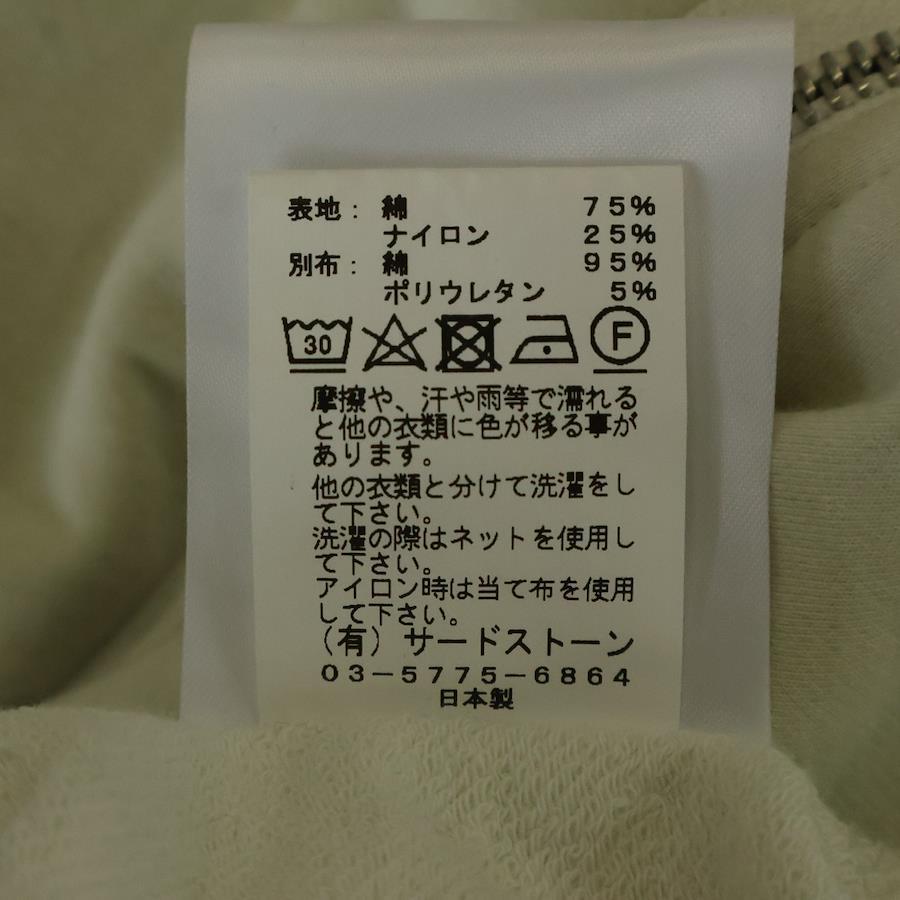 表地： 綿 75%
ナイロン 25%
別布： 綿 95%
ポリウレタン 5%
30 F
摩擦や、汗や雨等で濡れる
と他の衣類に色が移る事が
あります。
他の衣類と分けて洗濯をし
て下さい。
洗濯の際はネットを使用し
て下さい。
アイロン時は当て布を使用
して下さい。
（有）サードストーン
03－5775－6864
日本製